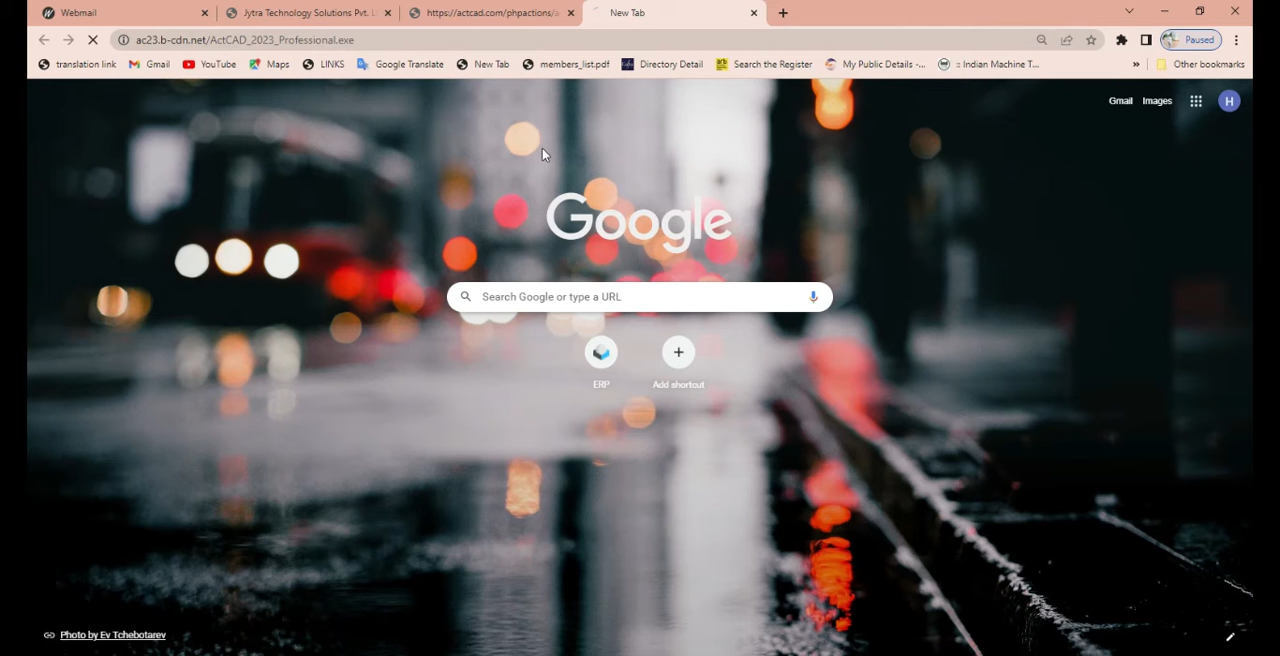 Webmail
Jytra Technology Solutions Pvt. L
https://actcad.com/phpactions/a
New Tab
ac23.b-cdn.net/ActCAD_2023_Professional.exe
Paused
translation link
Gmail
YouTube
Maps
LINKS
Google Translate
New Tab
members_list.pdf
Directory Detail
Search the Register
My Public Details -...
:: Indian Machine T...
»
Other bookmarks
Gmail
Images
H
Google
Search Google or type a URL
ERP
Add shortcut
Photo by Ev Tchebotarev